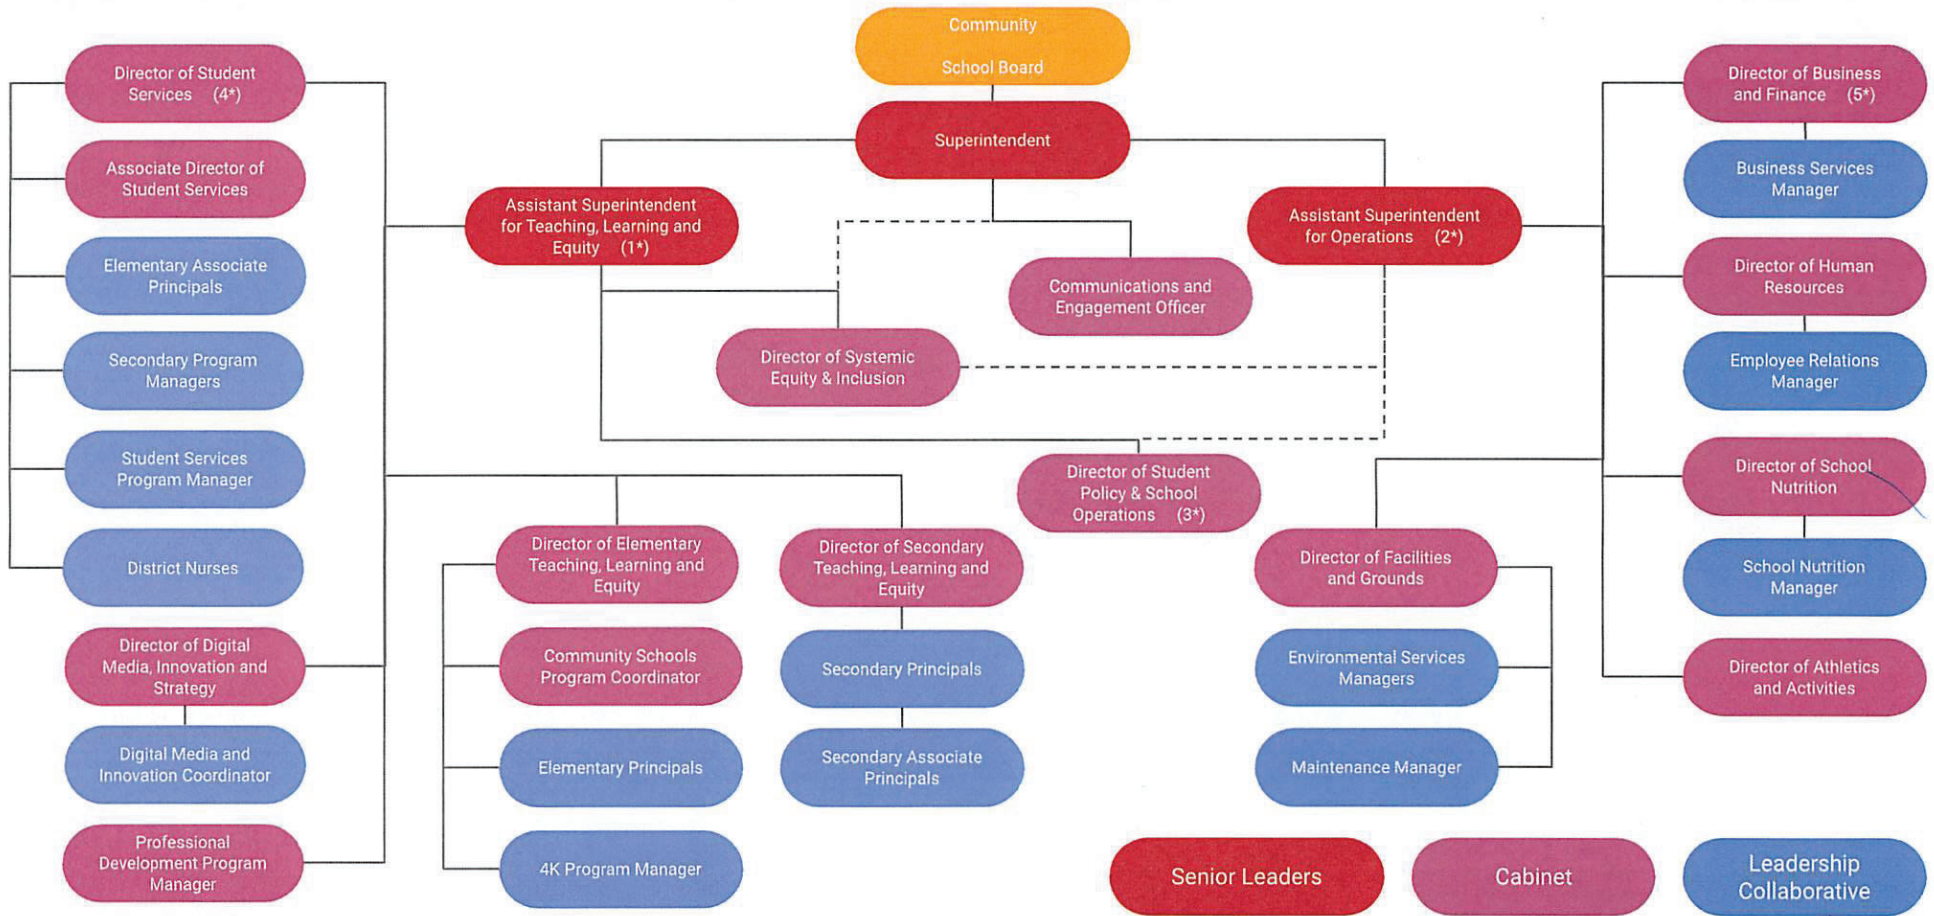 Community
School Board
Superintendent
Assistant Superintendent
for Teaching, Learning and
Equity (1*)
Assistant Superintendent
for Operations (2*)
Communications and
Engagement Officer
Director of Systemic
Equity & Inclusion
Director of Student
Policy & School
Operations (3*)
Director of Student
Services (4*)
Associate Director of
Student Services
Elementary Associate
Principals
Secondary Program
Managers
Student Services
Program Manager
District Nurses
Director of Digital
Media, Innovation and
Strategy
Digital Media and
Innovation Coordinator
Professional
Development Program
Manager
Director of Elementary
Teaching, Learning and
Equity
Community Schools
Program Coordinator
Elementary Principals
4K Program Manager
Director of Secondary
Teaching, Learning and
Equity
Secondary Principals
Secondary Associate
Principals
Director of Facilities
and Grounds
Environmental Services
Managers
Maintenance Manager
Director of Business
and Finance (5*)
Business Services
Manager
Director of Human
Resources
Employee Relations
Manager
Director of School
Nutrition
School Nutrition
Manager
Director of Athletics
and Activities
Senior Leaders
Cabinet
Leadership
Collaborative